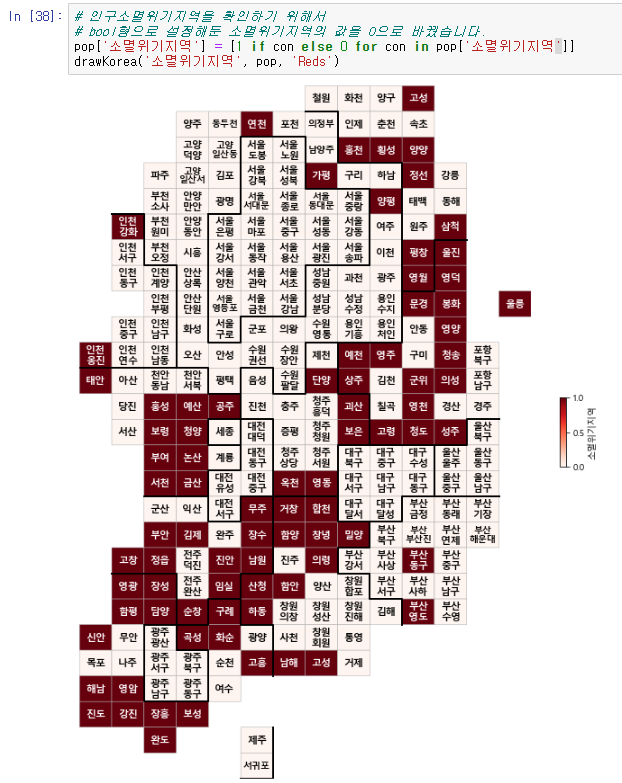 In [38]:
# 인구소멸위기지역을 확인하기 위해서
# bool형으로 설정해둔 소멸위기지역의 값을 0으로 바꿨습니다.
pop['소멸위기지역'] = [1 if con else 0 for con in pop['소멸위기지역']]
drawKorea('소멸위기지역', pop, 'Reds')
철원 화천 양구 고성
양주 동두천 연천 포천 의정부 인제 춘천 속초
고양 덕양 고양 일산동 서울 도봉 서울 노원 남양주 홍천 횡성 양양
파주 고양 일산서 김포 서울 강북 서울 성북 가평 구리 하남 정선 강릉
부천 소사 안양 만안 광명 서울 서대문 서울 종로 서울 동대문 서울 중랑 양평 태백 동해
인천 강화 부천 원미 안양 동안 서울 은평 서울 마포 서울 중구 서울 성동 서울 강동 여주 원주 삼척
인천 서구 부천 오정 시흥 서울 강서 서울 동작 서울 용산 서울 광진 서울 송파 이천 평창 울진
인천 동구 인천 계양 안산 상록 서울 양천 서울 관악 서울 서초 성남 중원 과천 광주 영월 영덕
인천 부평 안산 단원 서울 영등포 서울 금천 서울 강남 성남 분당 성남 수정 용인 수지 문경 봉화 울릉
인천 중구 인천 남구 화성 서울 구로 군포 의왕 수원 영통 용인 기흥 용인 처인 안동 영양
인천 옹진 인천 연수 인천 남동 오산 안성 수원 권선 수원 장안 제천 예천 영주 구미 청송 포항 북구
태안 아산 천안 동남 천안 서북 평택 음성 수원 팔달 단양 상주 김천 군위 의성 포항 남구
당진 홍성 예산 공주 진천 충주 청주 흥덕 괴산 칠곡 영천 경산 경주
서산 보령 청양 세종 대전 대덕 증평 청주 청원 보은 고령 청도 성주 울산 북구
부여 논산 계룡 대전 동구 청주 상당 청주 서원 대구 북구 대구 중구 대구 수성 울산 울주 울산 동구
서천 금산 대전 유성 대전 중구 옥천 영동 대구 서구 대구 남구 대구 동구 울산 중구 울산 남구
군산 익산 대전 서구 무주 거창 합천 대구 달서 대구 달성 부산 금정 부산 동래 부산 기장
부안 김제 완주 장수 함양 창녕 밀양 부산 북구 부산 부산진 부산 연제 부산 해운대
고창 정읍 전주 덕진 진안 남원 진주 의령 부산 강서 부산 사상 부산 동구 부산 중구
영광 장성 전주 완산 임실 산청 함안 양산 창원 합포 부산 서구 부산 사하 부산 남구
함평 담양 순창 구례 하동 창원 의창 창원 성산 창원 진해 김해 부산 영도 부산 수영
신안 무안 광주 광산 곡성 화순 광양 사천 창원 회원 통영
목포 나주 광주 서구 광주 북구 순천 고흥 남해 고성 거제
해남 영암 광주 남구 광주 동구 여수
진도 강진 장흥 보성
완도 제주
서귀포
1.0
0.5
0.0
소멸위기지역